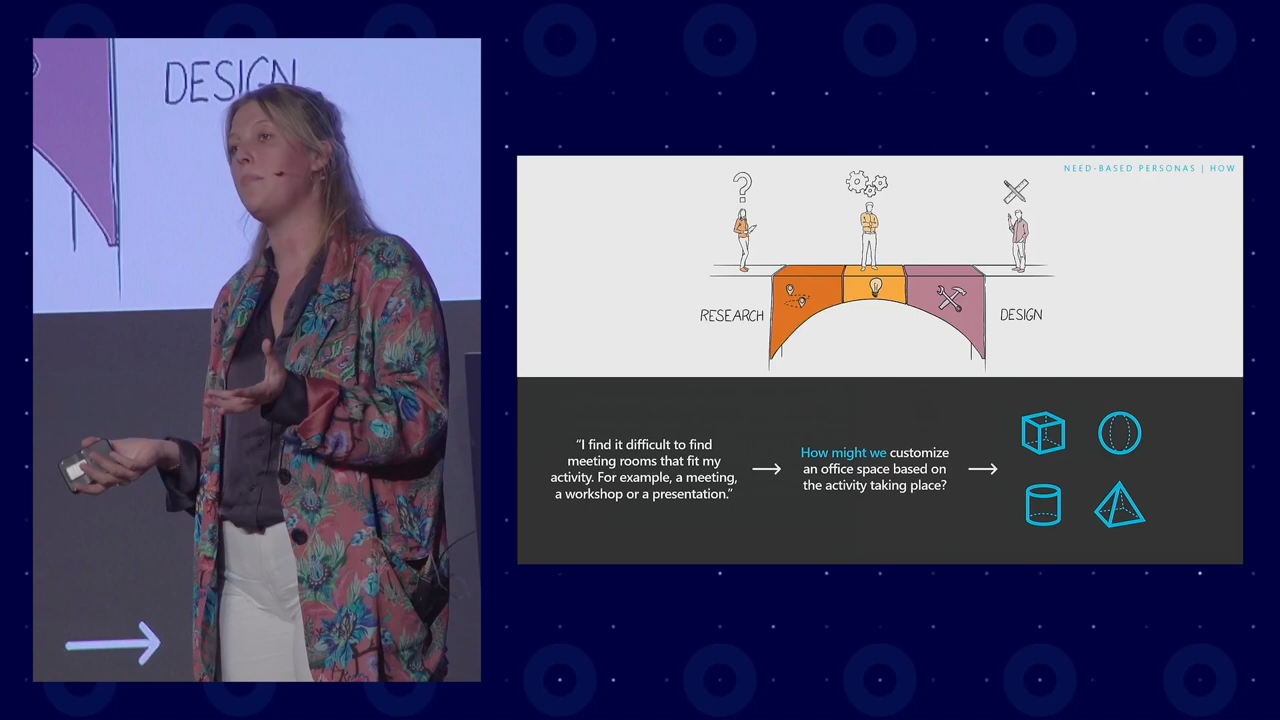 DESIGN
NEED-BASED PERSONAS | HOW
?
RESEARCH
DESIGN
“I find it difficult to find
meeting rooms that fit my
activity. For example, a meeting,
a workshop or a presentation.”
How might we customize
an office space based on
the activity taking place?